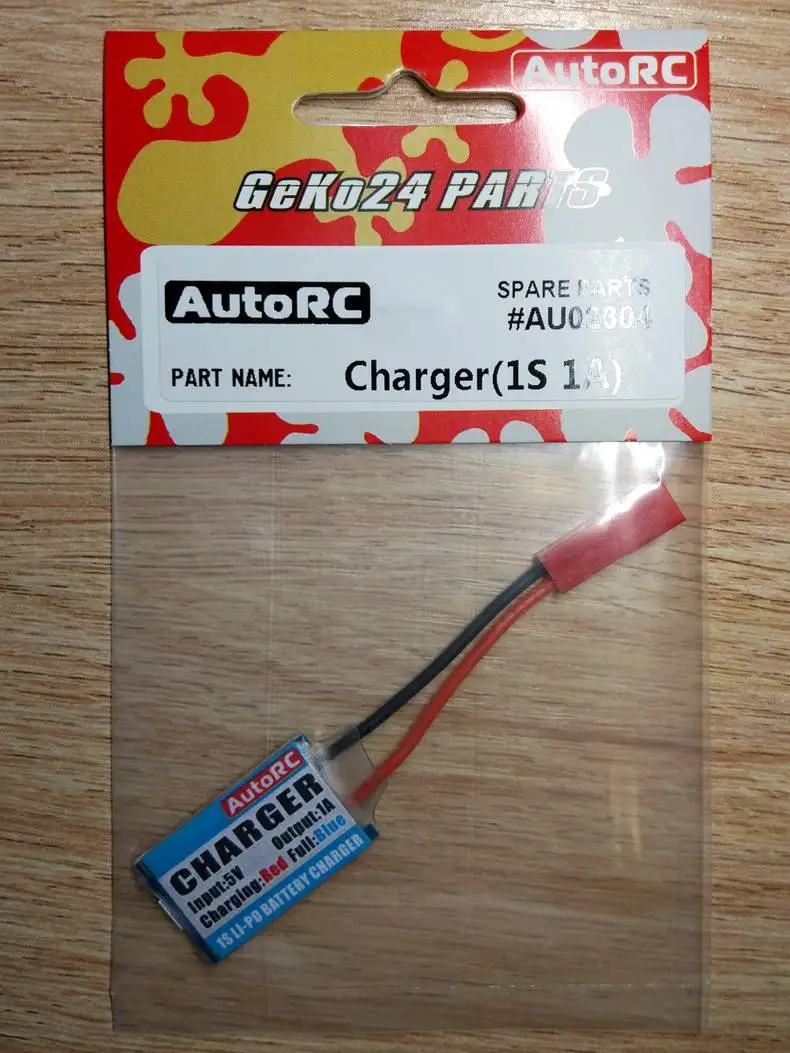 AutoRC
GeKo24 PARTS
AutoRC
SPARE PARTS
#AU02304
PART NAME:
Charger(1S 1A)
AutoRC
CHARGER
Input:5V Output:1A
Charging:Red Full:Blue
1S LI-PO BATTERY CHARGER